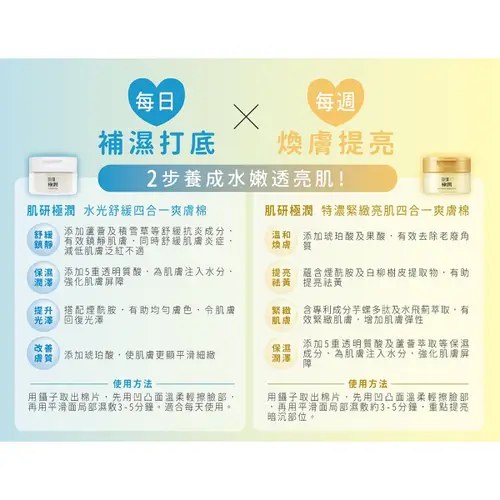 每日
補濕打底
每週
煥膚提亮
2步養成水嫩透亮肌!
極潤
極潤
肌研極潤 水光舒緩四合一爽膚棉
舒緩鎮靜
添加蘆薈及積雪草等舒緩抗炎成分,
有效鎮靜肌膚,同時舒緩肌膚炎症,
減低肌膚泛紅不適
保濕潤澤
添加5重透明質酸,為肌膚注入水分,
強化肌膚屏障
提升光澤
搭配煙酰胺,有助均勻膚色,令肌膚
回復光澤
改善膚質
添加琥珀酸,使肌膚更顯平滑細緻
使用方法
用鑷子取出棉片,先用凹凸面溫柔輕擦臉部,
再用平滑面局部濕敷3-5分鐘。適合每天使用。
肌研極潤 特濃緊緻亮肌四合一爽膚棉
溫和煥膚
添加琥珀酸及果酸,有效去除老廢角
質
提亮祛黃
蘊含煙酰胺及白柳樹皮提取物,有助
提亮祛黃
緊緻肌膚
含專利成分芋螺多肽及水飛薊萃取,有
效緊緻肌膚,增加肌膚彈性
保濕潤澤
添加5重透明質酸及蘆薈萃取等保濕
成分,為肌膚注入水分,強化肌膚屏
障
使用方法
用鑷子取出棉片,先用凹凸面溫柔輕擦臉部
,再用平滑面局部濕敷約3-5分鐘,重點提亮
暗沉部位。